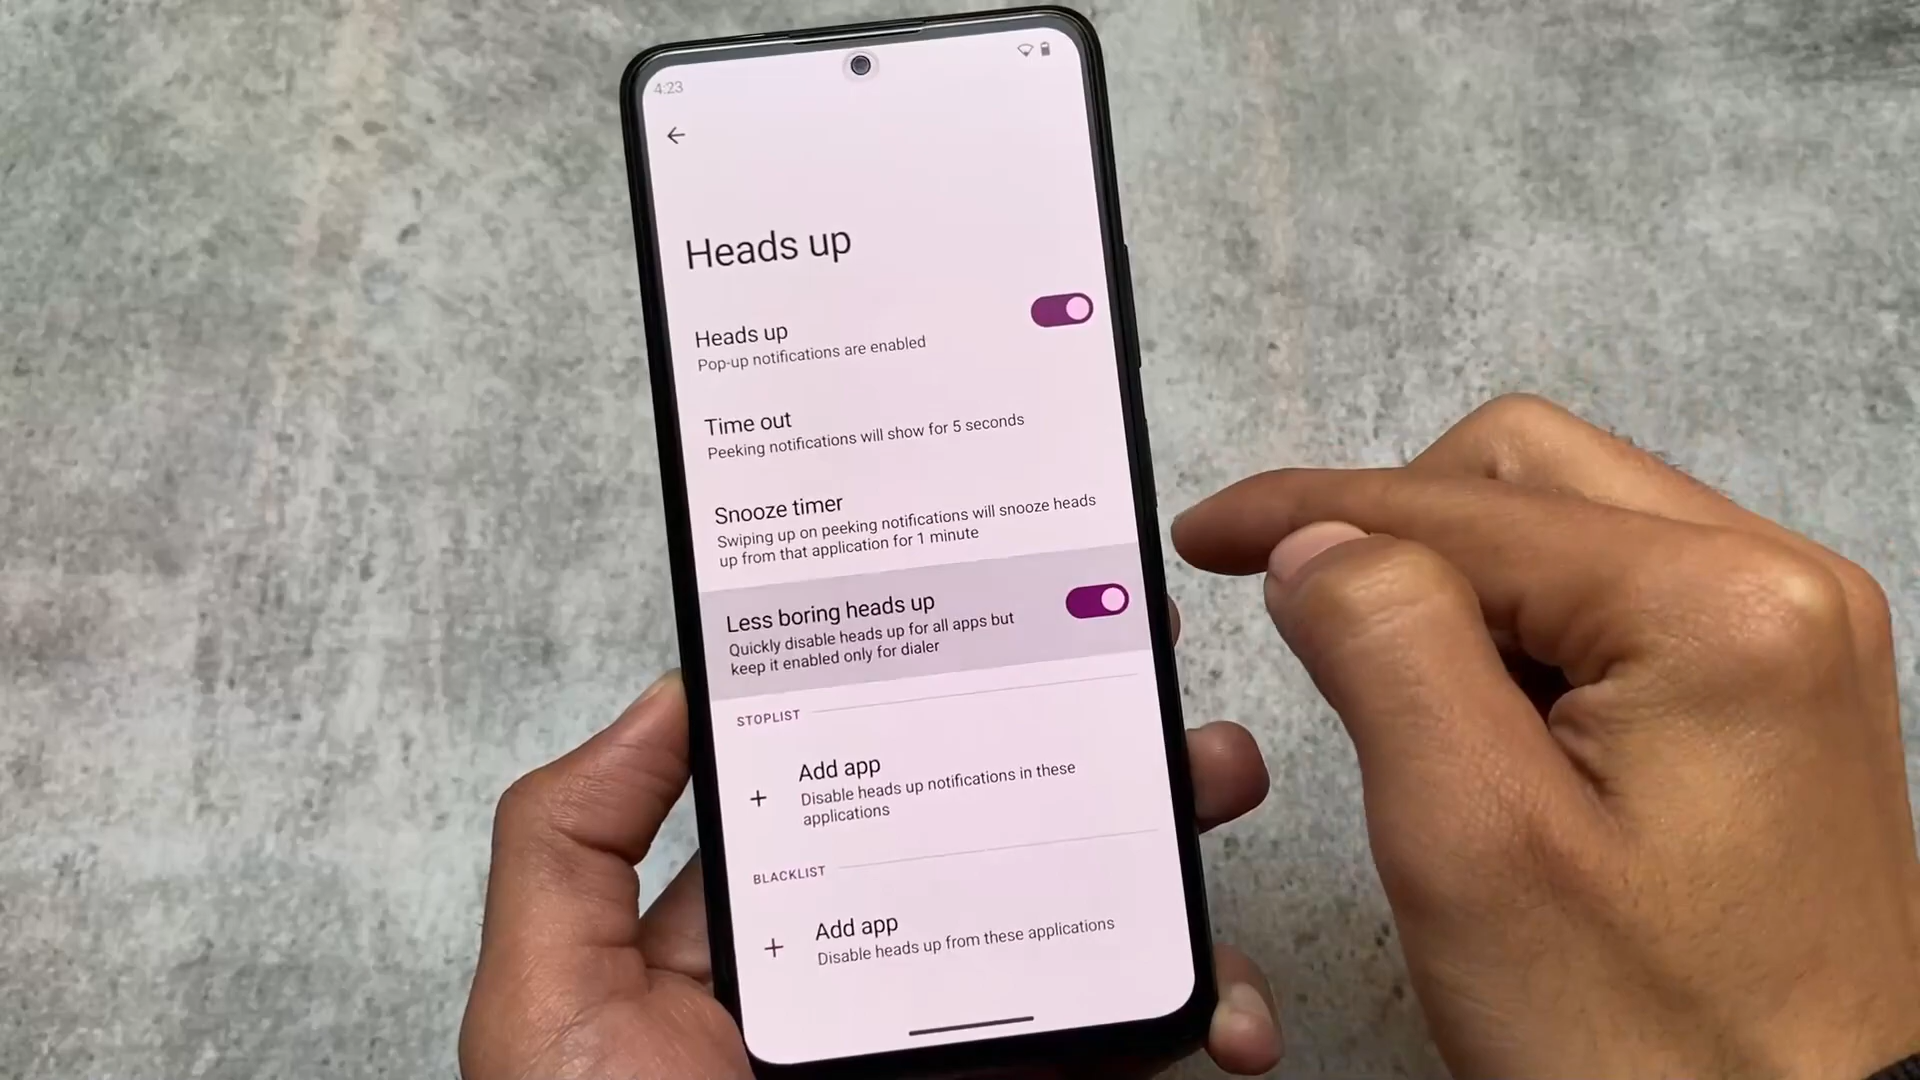 4:23
Heads up
Heads up
Pop-up notifications are enabled
Time out
Peeking notifications will show for 5 seconds
Snooze timer
Swiping up on peeking notifications will snooze heads
up from that application for 1 minute
Less boring heads up
Quickly disable heads up for all apps but
keep it enabled only for dialer
STOPLIST
Add app
Disable heads up notifications in these
applications
BLACKLIST
Add app
Disable heads up from these applications